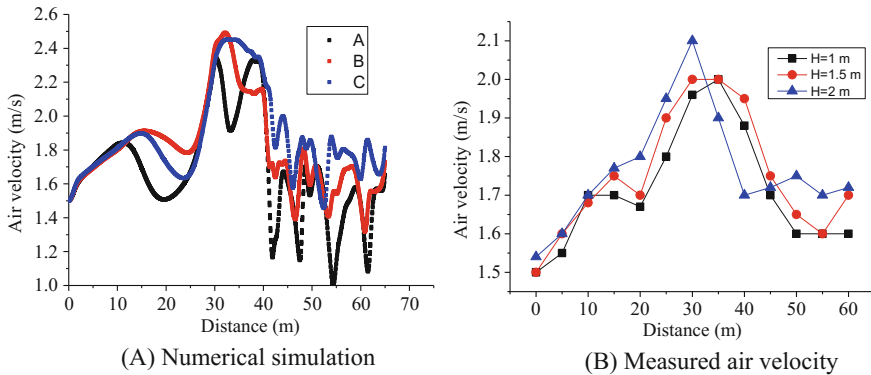 2.6
2.4
2.2
2.0
1.8
1.6
1.4
1.2
1.0
Air velocity (m/s)
A
B
C
0 10 20 30 40 50 60 70
Distance (m)
(A) Numerical simulation
2.1
2.0
1.9
1.8
1.7
1.6
1.5
Air velocity (m/s)
H=1 m
H=1.5 m
H=2 m
0 10 20 30 40 50 60
Distance (m)
(B) Measured air velocity